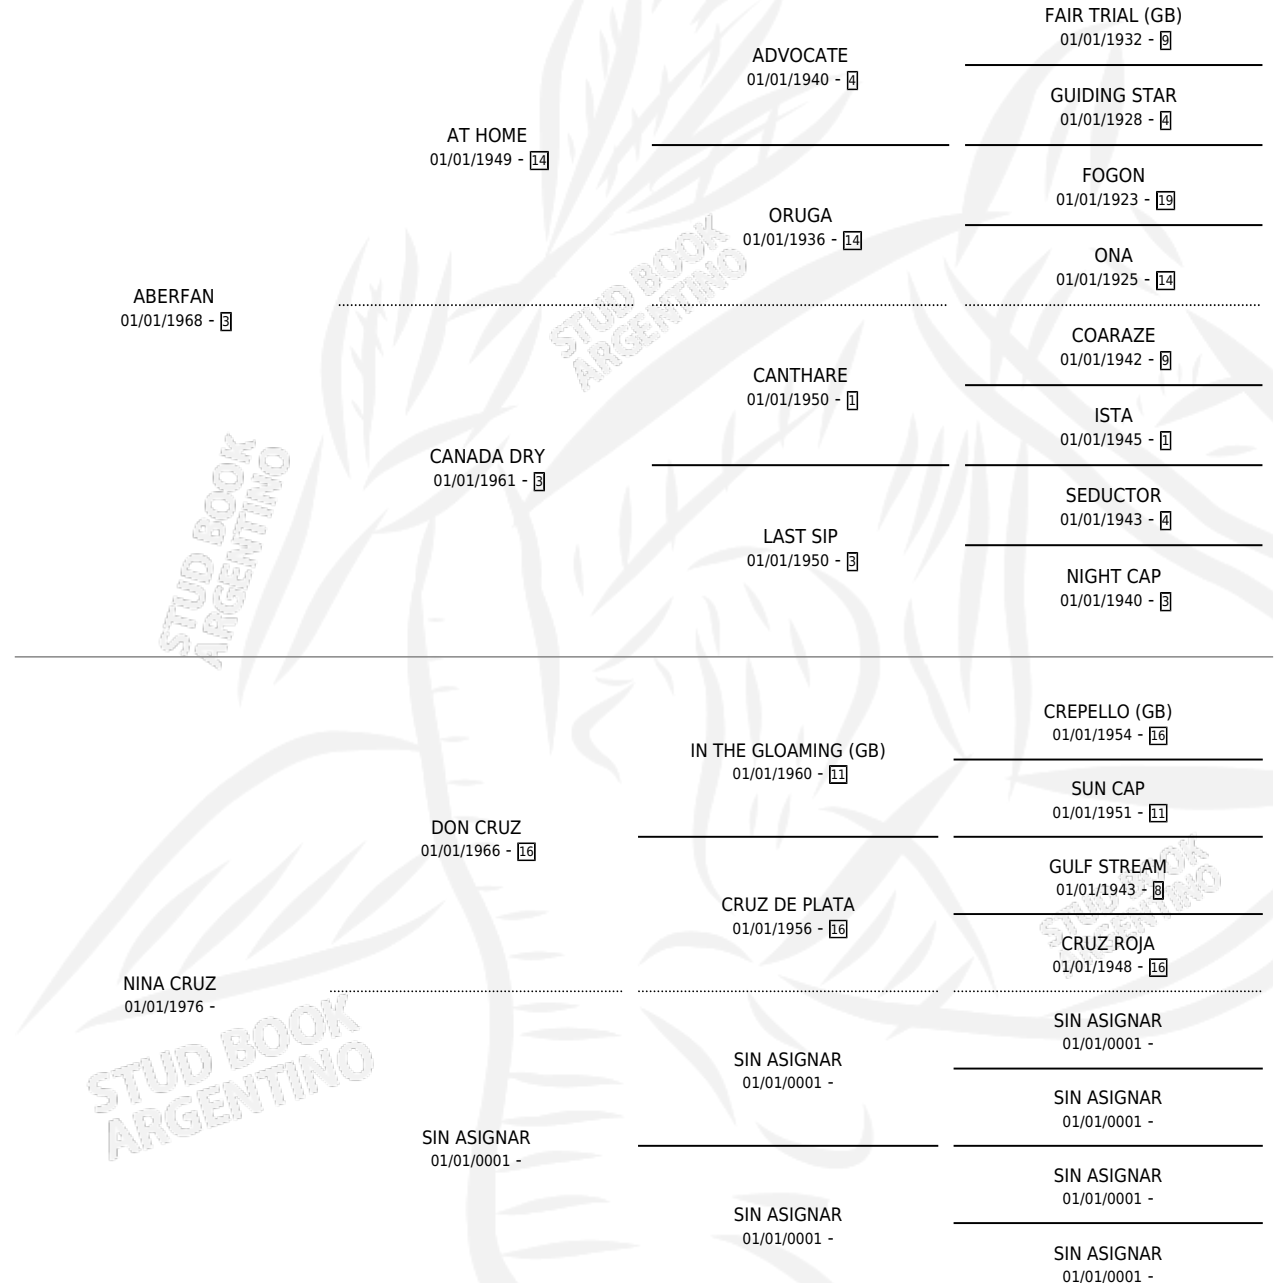 FAIR TRIAL (GB)
01/01/1932 - 9
ADVOCATE
01/01/1940 - 4
GUIDING STAR
01/01/1928 - 4
AT HOME
01/01/1949 - 14
FOGON
01/01/1923 - 19
ORUGA
01/01/1936 - 14
ONA
01/01/1925 - 14
ABERFAN
01/01/1968 - 3
COARAZE
01/01/1942 - 9
CANTHARE
01/01/1950 - 1
ISTA
01/01/1945 - 1
CANADA DRY
01/01/1961 - 3
SEDUCTOR
01/01/1943 - 4
LAST SIP
01/01/1950 - 3
NIGHT CAP
01/01/1940 - 3
CREPELLO (GB)
01/01/1954 - 16
IN THE GLOAMING (GB)
01/01/1960 - 11
SUN CAP
01/01/1951 - 11
DON CRUZ
01/01/1966 - 16
GULF STREAM
01/01/1943 - 8
CRUZ DE PLATA
01/01/1956 - 16
CRUZ ROJA
01/01/1948 - 16
NINA CRUZ
01/01/1976 -
SIN ASIGNAR
01/01/0001 -
SIN ASIGNAR
01/01/0001 -
SIN ASIGNAR
01/01/0001 -
SIN ASIGNAR
01/01/0001 -
SIN ASIGNAR
01/01/0001 -
SIN ASIGNAR
01/01/0001 -
SIN ASIGNAR
01/01/0001 -
STUD BOOK
ARGENTINO
STUD BOOK
ARGENTINO
STUD BOOK
ARGENTINO
STUD BOOK
ARGENTINO